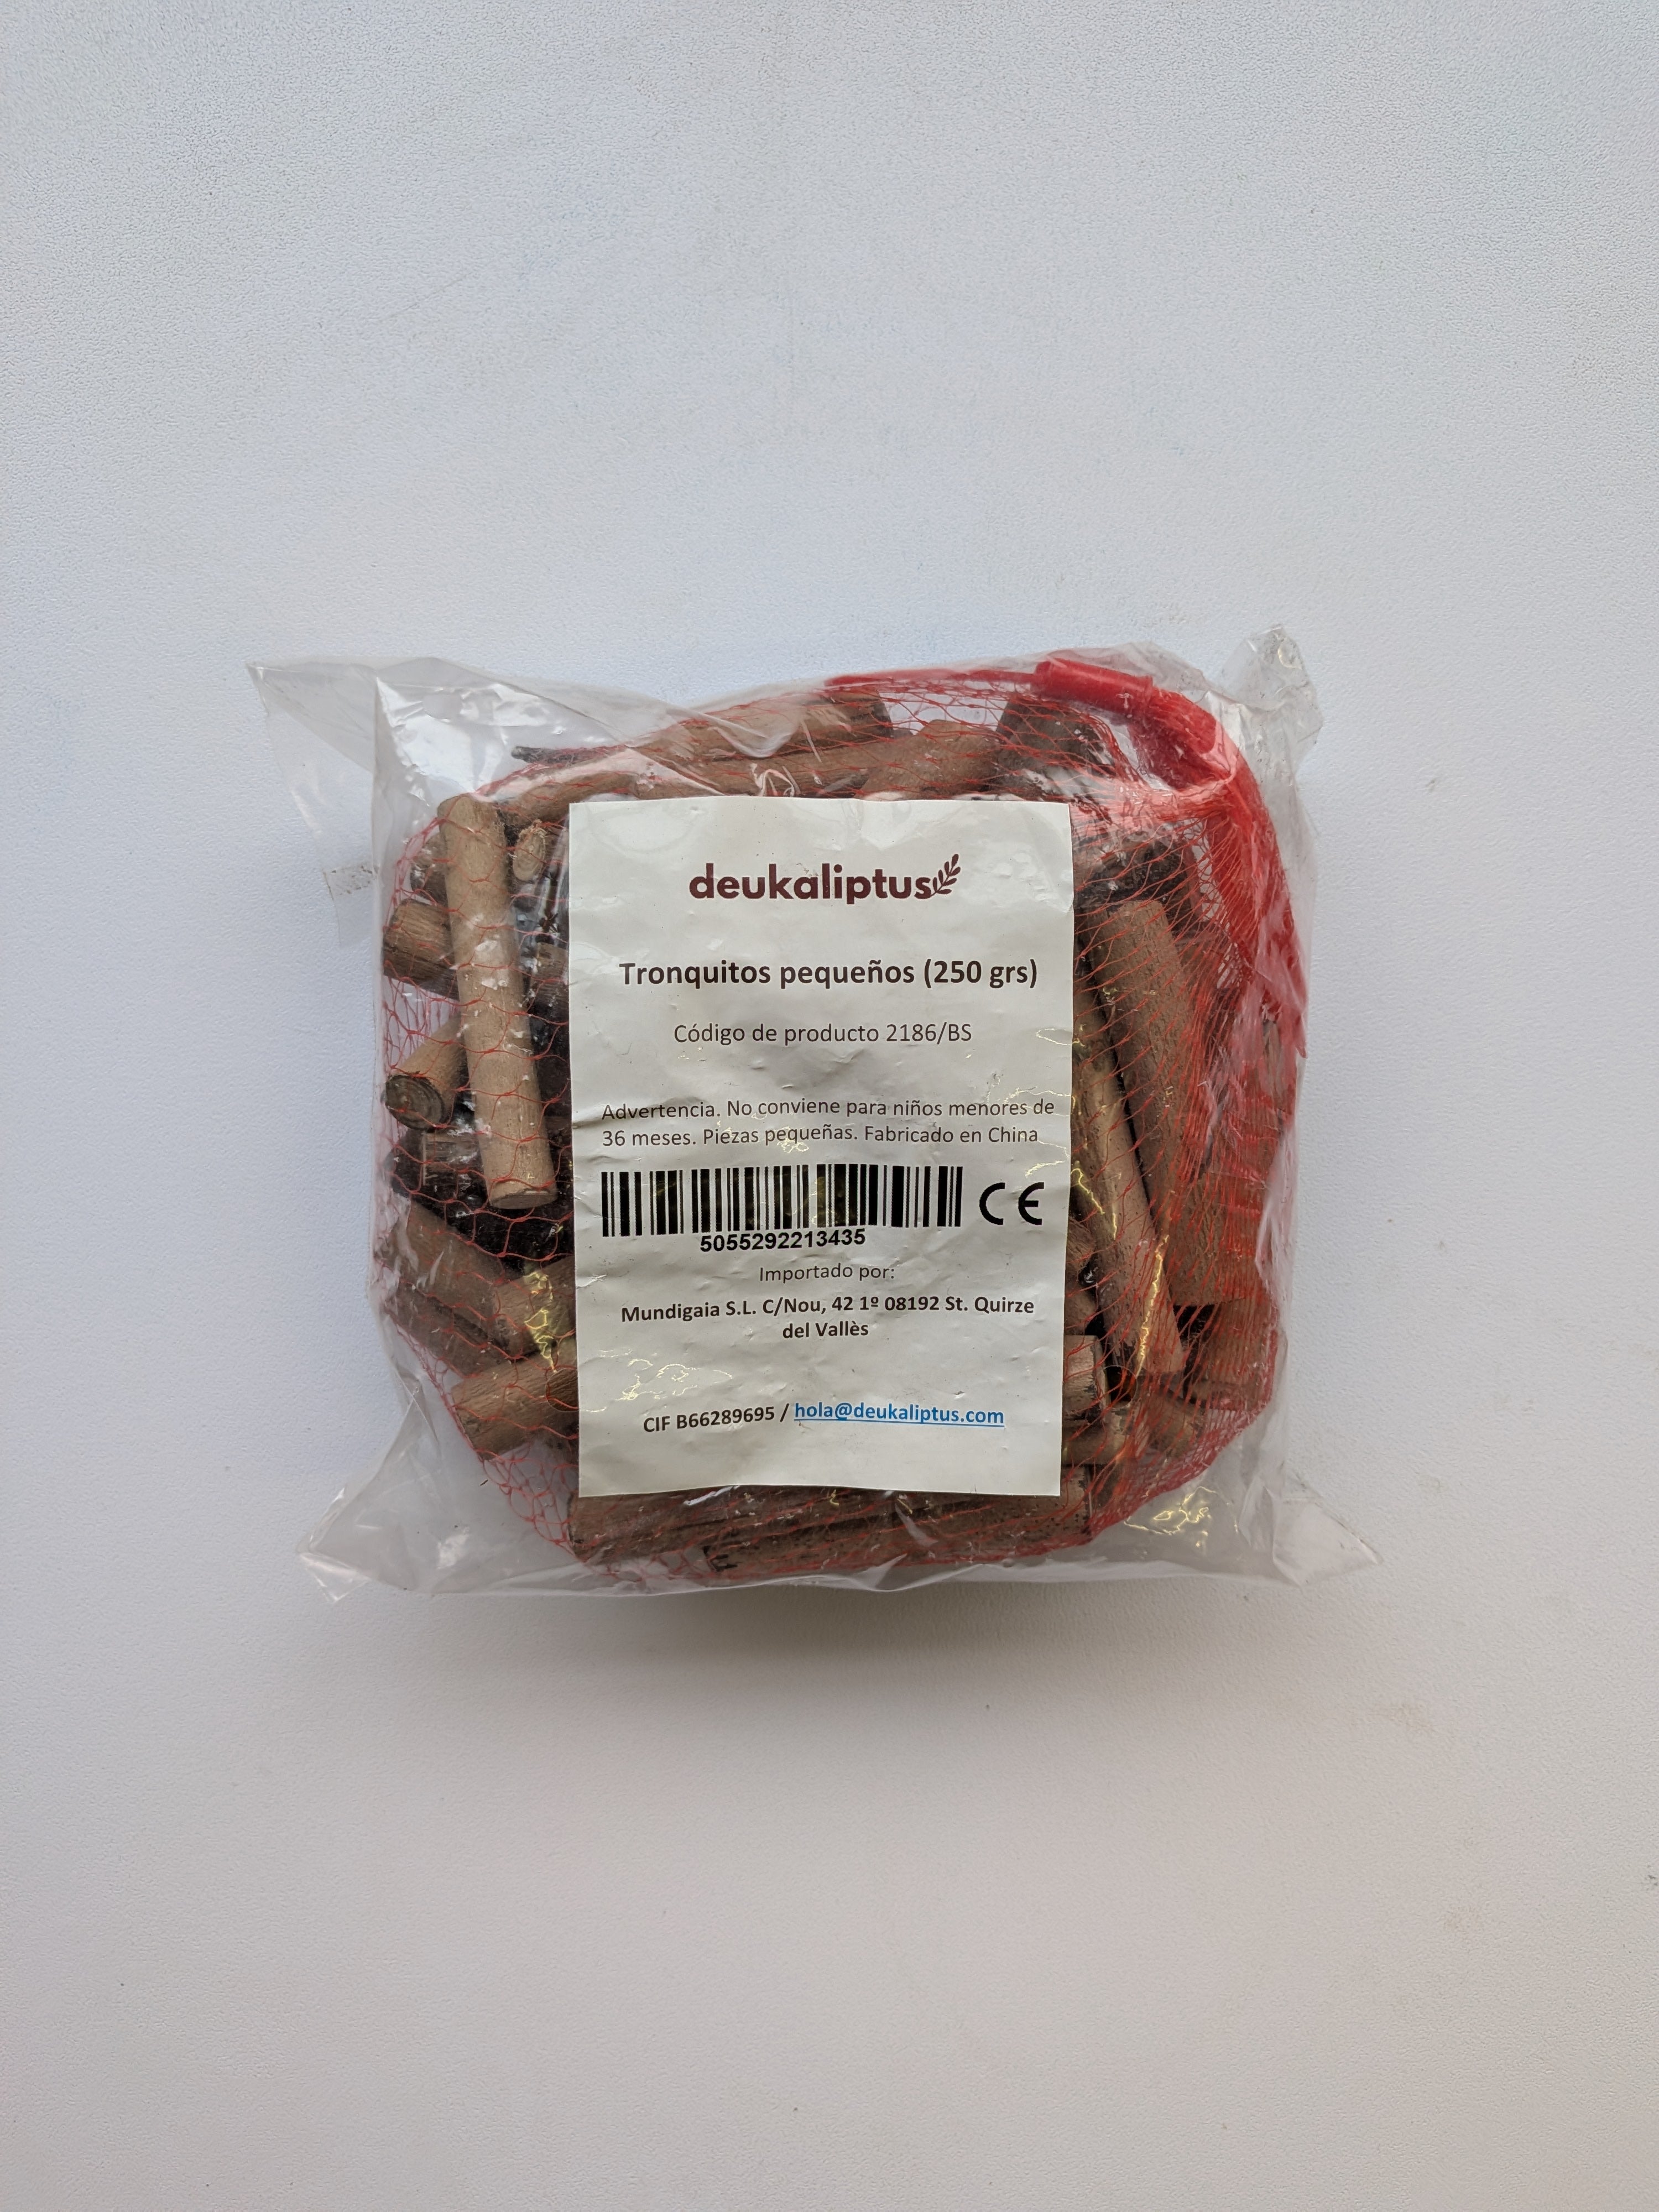 deukaliptus
Tronquitos pequeños (250 grs)
Código de producto 2186/BS
Advertencia. No conviene para niños menores de
36 meses. Piezas pequeñas. Fabricado en China
CE
5055292213435
Importado por:
Mundigaia S.L. C/Nou, 42 1º 08192 St. Quirze
del Vallès
CIF B66289695 / hola@deukaliptus.com